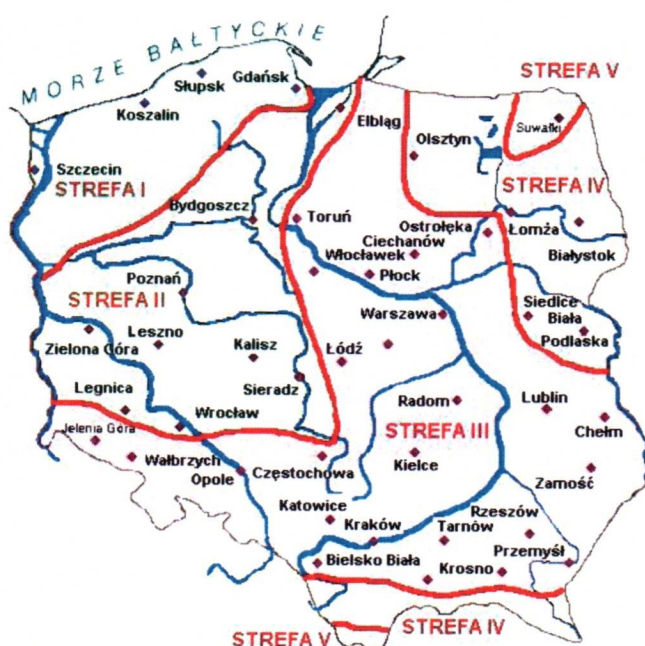 MORZE BAŁTYCKIE
STREFA V
Słupsk
Gdańsk
Koszalin
Elbląg
Olsztyn
Suwałki
Szczecin
STREFA I
STREFA IV
Bydgoszcz
Toruń
Ostrołęka
Łomża
Włocławek
Ciechanów
Białystok
Poznań
Płock
STREFA II
Siedlce
Leszno
Warszawa
Biała
Zielona Góra
Kalisz
Łódź
Podlaska
Legnica
Sieradz
Radom
Lublin
Wrocław
Chełm
Jelenia Góra
STREFA III
Wałbrzych
Częstochowa
Kielce
Opole
Zamość
Katowice
Rzeszów
Kraków
Tarnów
Przemyśl
Bielsko Biała
Krosno
STREFA V
STREFA IV